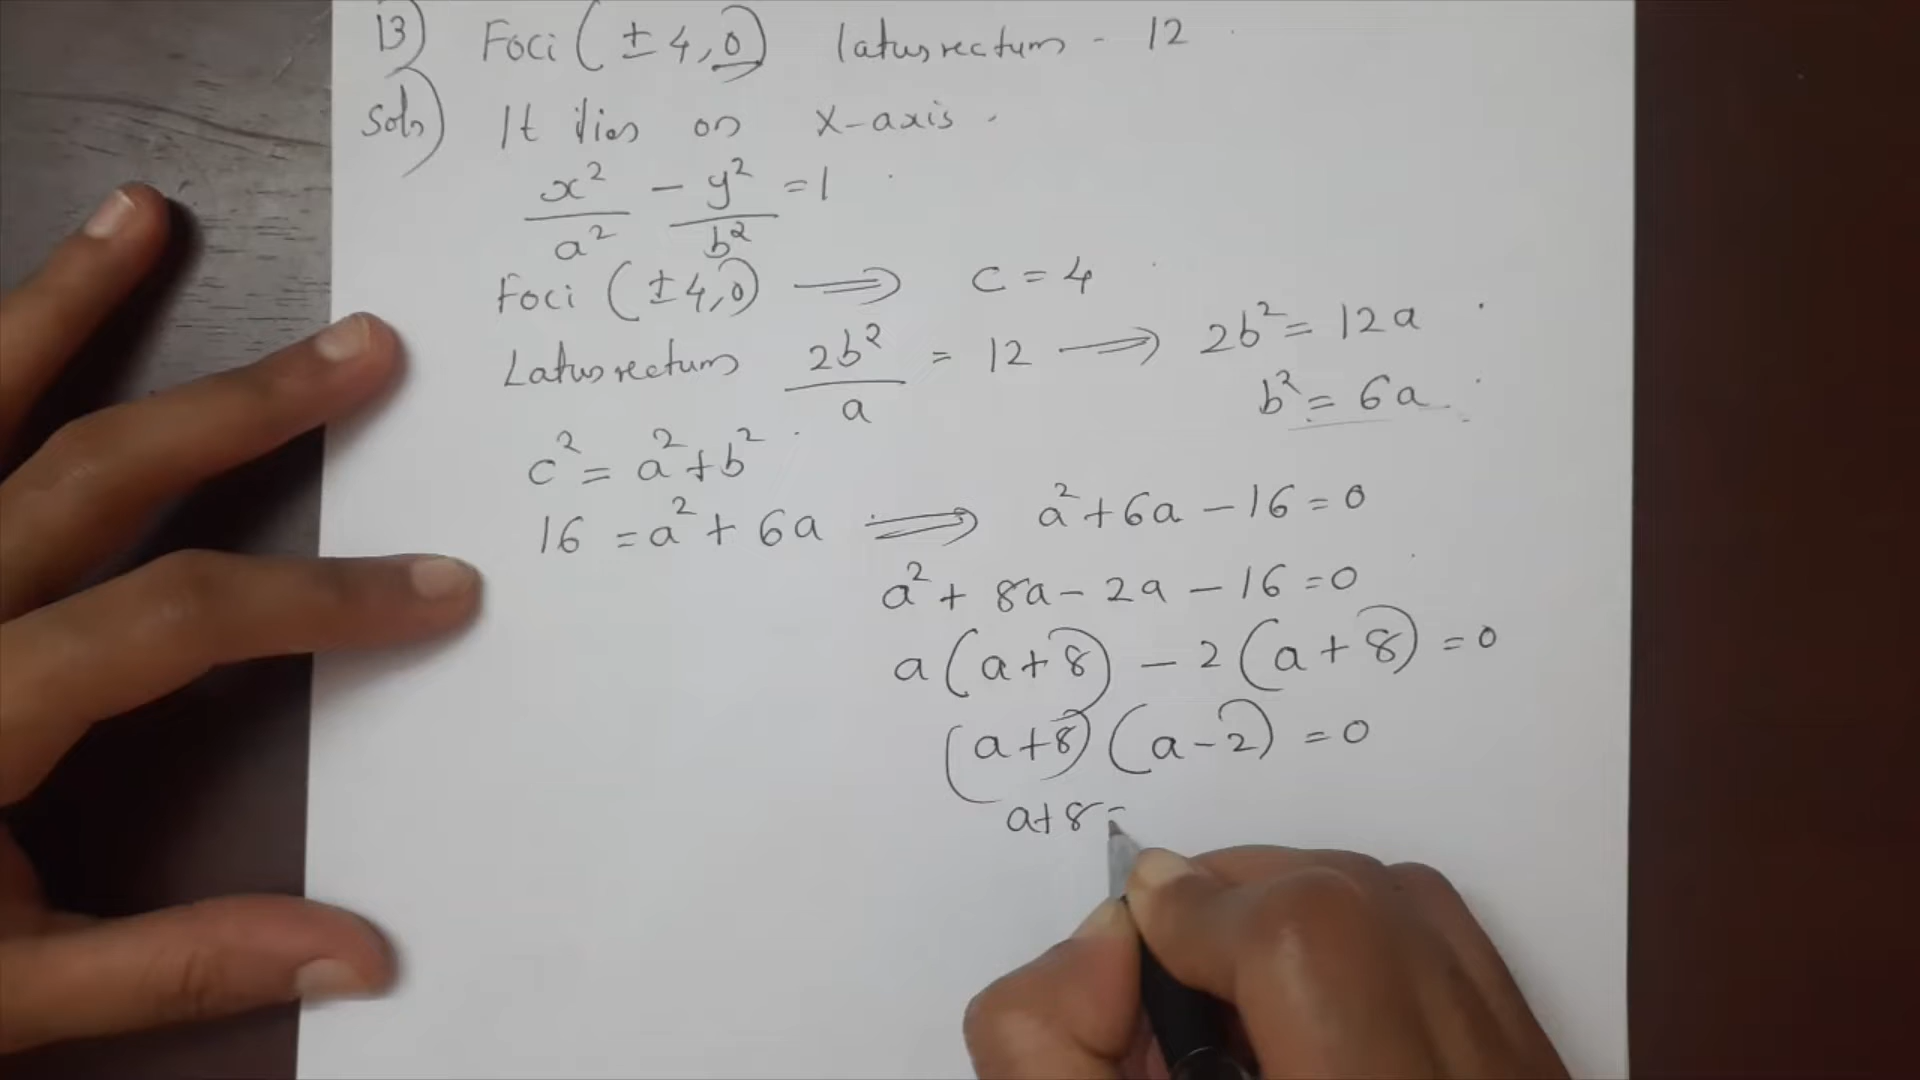 13) Foci (±4,0) latusrectum - 12
Soln) It lies on X-axis.
x²/a² - y²/b² = 1
Foci (±4,0) ⟹ c = 4
Latusrectum 2b²/a = 12 ⟹ 2b² = 12a
b² = 6a
c² = a²+b²
16 = a² + 6a ⟹ a²+6a-16=0
a² + 8a - 2a - 16 = 0
a(a+8) - 2(a+8) = 0
(a+8)(a-2) = 0
a+8=